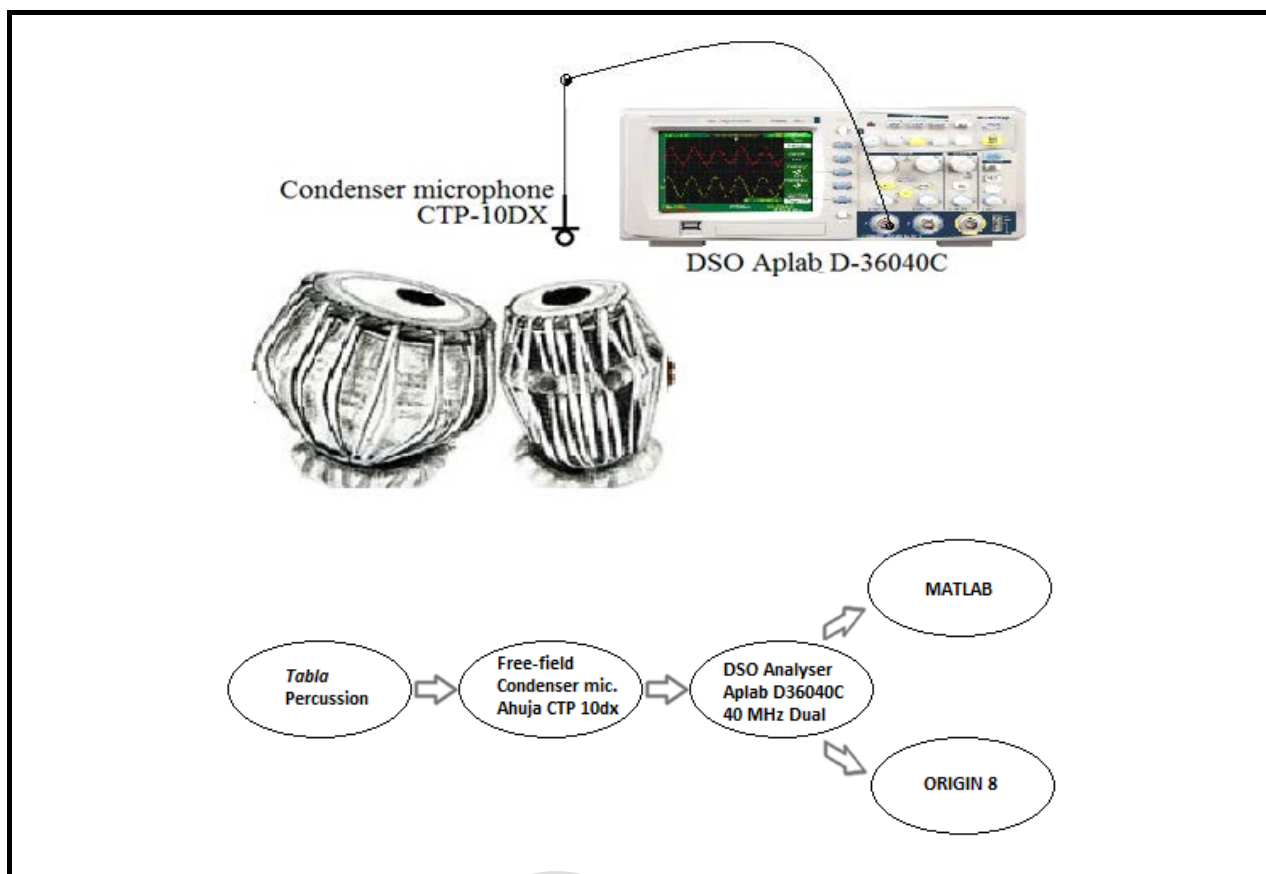 Condenser microphone
CTP-10DX
DSO Aplab D-36040C
MATLAB
Tabla
Percussion
Free-field
Condenser mic.
Ahuja CTP 10dx
DSO Analyser
Aplab D36040C
40 MHz Dual
ORIGIN 8